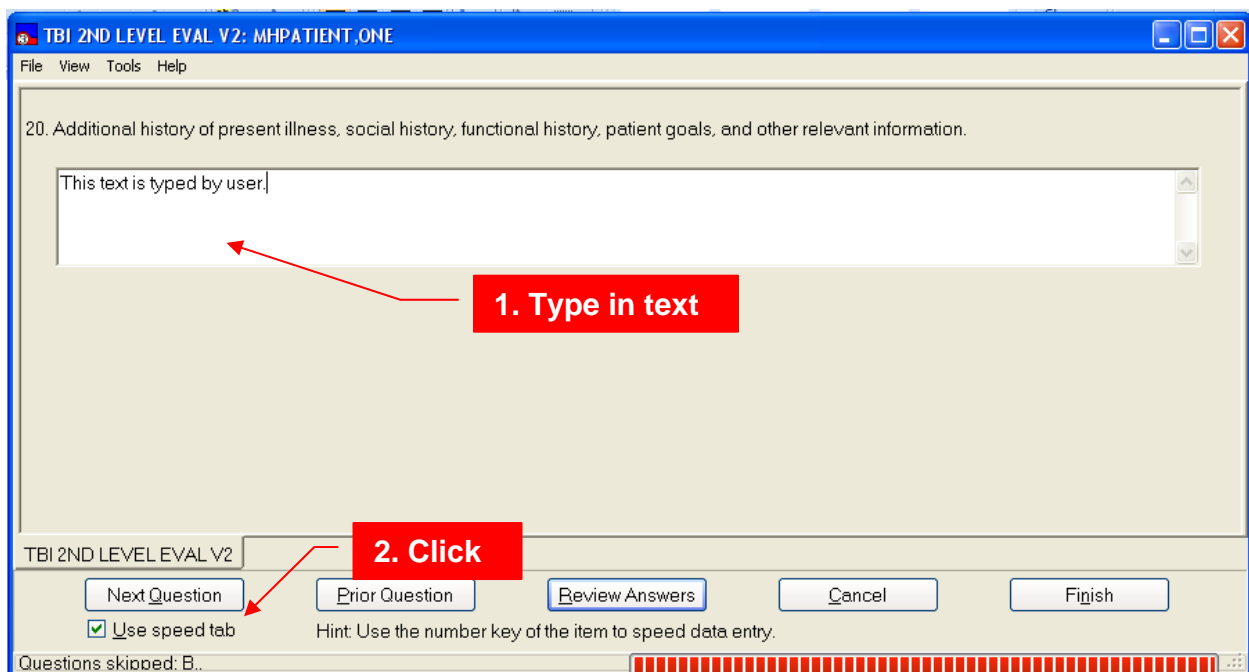 TBI 2ND LEVEL EVAL V2: MHPATIENT,ONE
File View Tools Help
20. Additional history of present illness, social history, functional history, patient goals, and other relevant information.
This text is typed by user.
1. Type in text
TBI 2ND LEVEL EVAL V2
2. Click
Next Question Prior Question Review Answers Cancel Finish
Use speed tab Hint: Use the number key of the item to speed data entry.
Questions skipped: B..